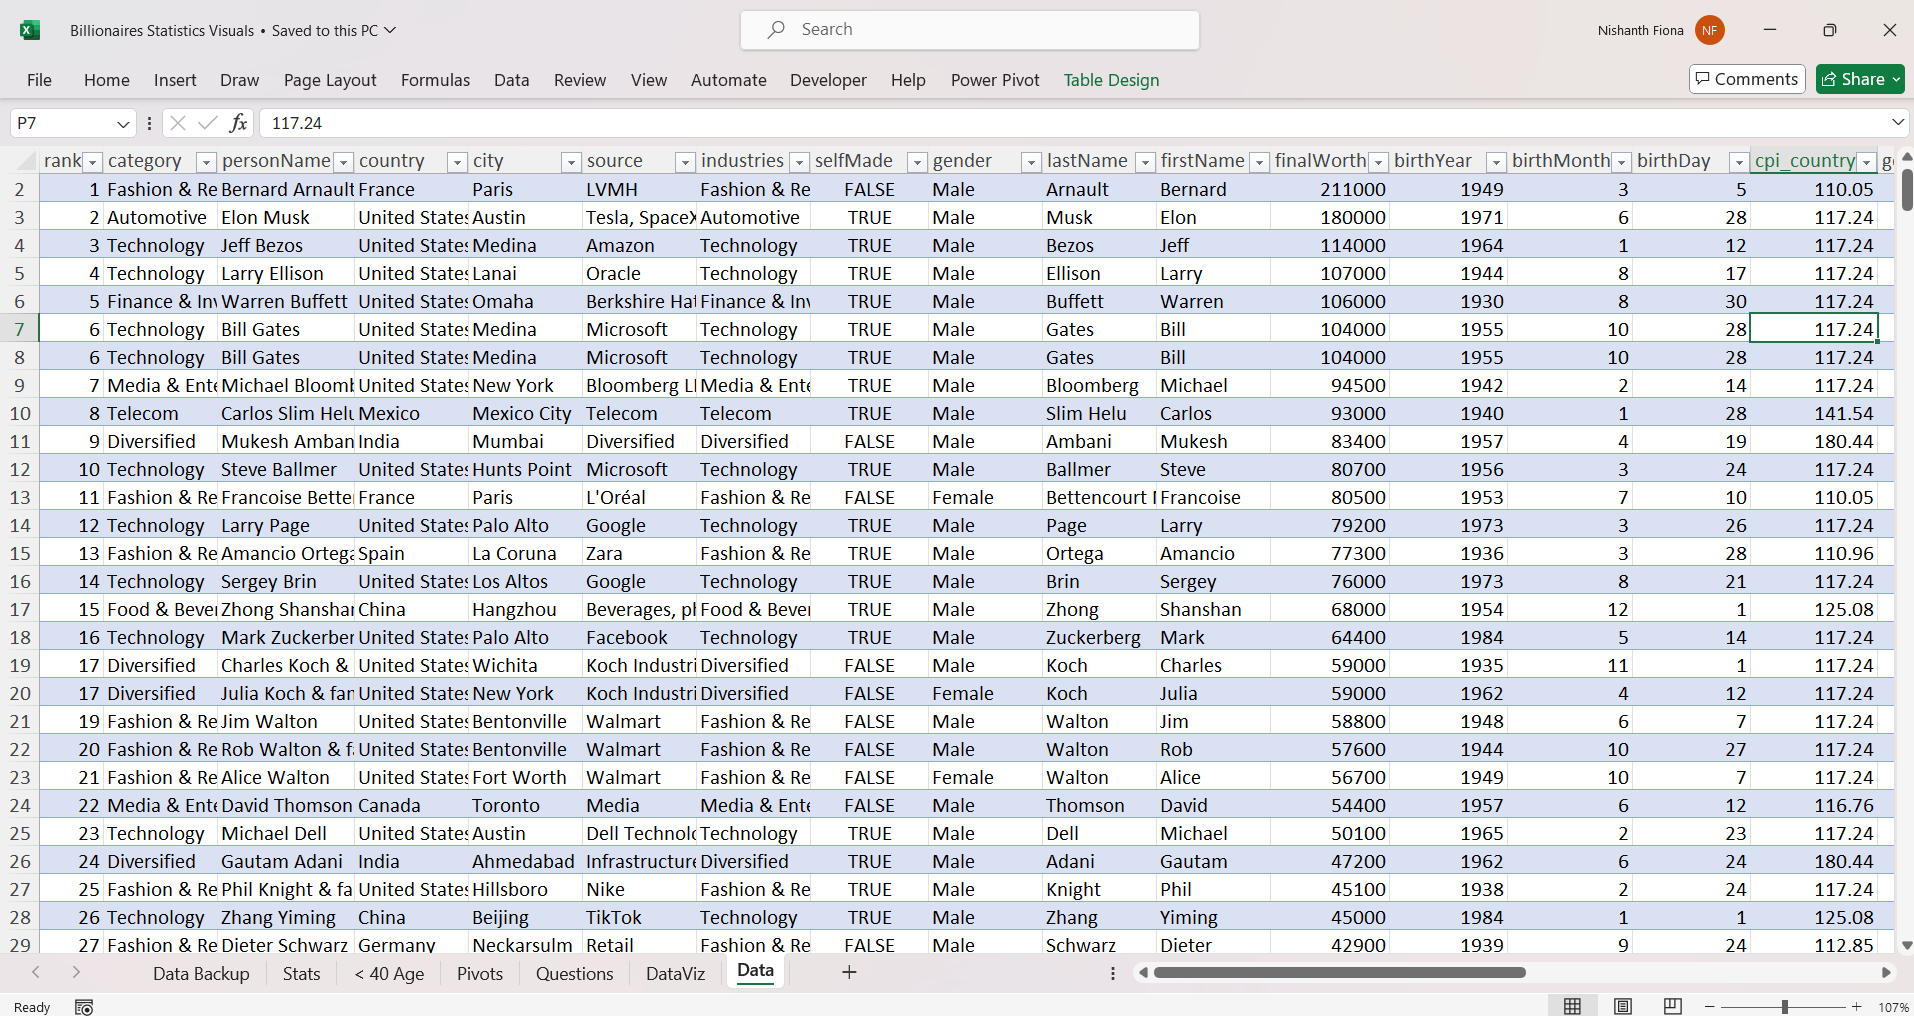 Billionaires Statistics Visuals • Saved to this PC
Search
Nishanth Fiona NF
File Home Insert Draw Page Layout Formulas Data Review View Automate Developer Help Power Pivot Table Design
Comments Share
P7 fx 117.24
rank category personName country city source industries selfMade gender lastName firstName finalWorth birthYear birthMonth birthDay cpi_country g
2 1 Fashion & Re Bernard Arnault France Paris LVMH Fashion & Re FALSE Male Arnault Bernard 211000 1949 3 5 110.05
3 2 Automotive Elon Musk United States Austin Tesla, SpaceX Automotive TRUE Male Musk Elon 180000 1971 6 28 117.24
4 3 Technology Jeff Bezos United States Medina Amazon Technology TRUE Male Bezos Jeff 114000 1964 1 12 117.24
5 4 Technology Larry Ellison United States Lanai Oracle Technology TRUE Male Ellison Larry 107000 1944 8 17 117.24
6 5 Finance & Inv Warren Buffett United States Omaha Berkshire Hat Finance & Inv TRUE Male Buffett Warren 106000 1930 8 30 117.24
7 6 Technology Bill Gates United States Medina Microsoft Technology TRUE Male Gates Bill 104000 1955 10 28 117.24
8 6 Technology Bill Gates United States Medina Microsoft Technology TRUE Male Gates Bill 104000 1955 10 28 117.24
9 7 Media & Ente Michael Bloomb United States New York Bloomberg L Media & Ente TRUE Male Bloomberg Michael 94500 1942 2 14 117.24
10 8 Telecom Carlos Slim Helu Mexico Mexico City Telecom Telecom TRUE Male Slim Helu Carlos 93000 1940 1 28 141.54
11 9 Diversified Mukesh Amban India Mumbai Diversified Diversified FALSE Male Ambani Mukesh 83400 1957 4 19 180.44
12 10 Technology Steve Ballmer United States Hunts Point Microsoft Technology TRUE Male Ballmer Steve 80700 1956 3 24 117.24
13 11 Fashion & Re Francoise Bette France Paris L'Oréal Fashion & Re FALSE Female Bettencourt Francoise 80500 1953 7 10 110.05
14 12 Technology Larry Page United States Palo Alto Google Technology TRUE Male Page Larry 79200 1973 3 26 117.24
15 13 Fashion & Re Amancio Ortega Spain La Coruna Zara Fashion & Re TRUE Male Ortega Amancio 77300 1936 3 28 110.96
16 14 Technology Sergey Brin United States Los Altos Google Technology TRUE Male Brin Sergey 76000 1973 8 21 117.24
17 15 Food & Bever Zhong Shanshan China Hangzhou Beverages, ph Food & Bever TRUE Male Zhong Shanshan 68000 1954 12 1 125.08
18 16 Technology Mark Zuckerber United States Palo Alto Facebook Technology TRUE Male Zuckerberg Mark 64400 1984 5 14 117.24
19 17 Diversified Charles Koch & United States Wichita Koch Industri Diversified FALSE Male Koch Charles 59000 1935 11 1 117.24
20 17 Diversified Julia Koch & fam United States New York Koch Industri Diversified FALSE Female Koch Julia 59000 1962 4 12 117.24
21 19 Fashion & Re Jim Walton United States Bentonville Walmart Fashion & Re FALSE Male Walton Jim 58800 1948 6 7 117.24
22 20 Fashion & Re Rob Walton & fa United States Bentonville Walmart Fashion & Re FALSE Male Walton Rob 57600 1944 10 27 117.24
23 21 Fashion & Re Alice Walton United States Fort Worth Walmart Fashion & Re FALSE Female Walton Alice 56700 1949 10 7 117.24
24 22 Media & Ente David Thomson Canada Toronto Media Media & Ente FALSE Male Thomson David 54400 1957 6 12 116.76
25 23 Technology Michael Dell United States Austin Dell Technolo Technology TRUE Male Dell Michael 50100 1965 2 23 117.24
26 24 Diversified Gautam Adani India Ahmedabad Infrastructure Diversified TRUE Male Adani Gautam 47200 1962 6 24 180.44
27 25 Fashion & Re Phil Knight & fa United States Hillsboro Nike Fashion & Re TRUE Male Knight Phil 45100 1938 2 24 117.24
28 26 Technology Zhang Yiming China Beijing TikTok Technology TRUE Male Zhang Yiming 45000 1984 1 1 125.08
29 27 Fashion & Re Dieter Schwarz Germany Neckarsulm Retail Fashion & Re FALSE Male Schwarz Dieter 42900 1939 9 24 112.85
Data Backup Stats < 40 Age Pivots Questions DataViz Data
Ready 107%